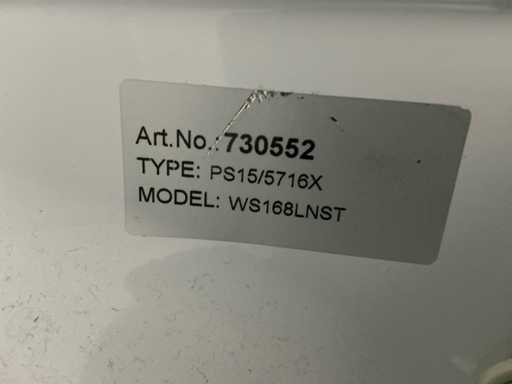 Art.No.:730552
TYPE: PS15/5716X
MODEL: WS168LNST